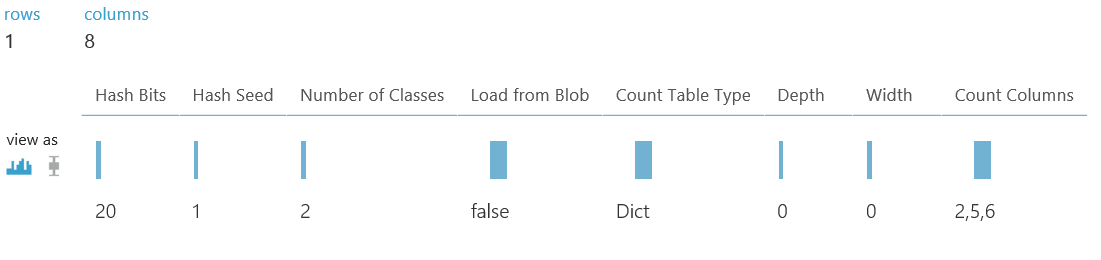 rows columns
1 8
Hash Bits Hash Seed Number of Classes Load from Blob Count Table Type Depth Width Count Columns
view as
20 1 2 false Dict 0 0 2,5,6